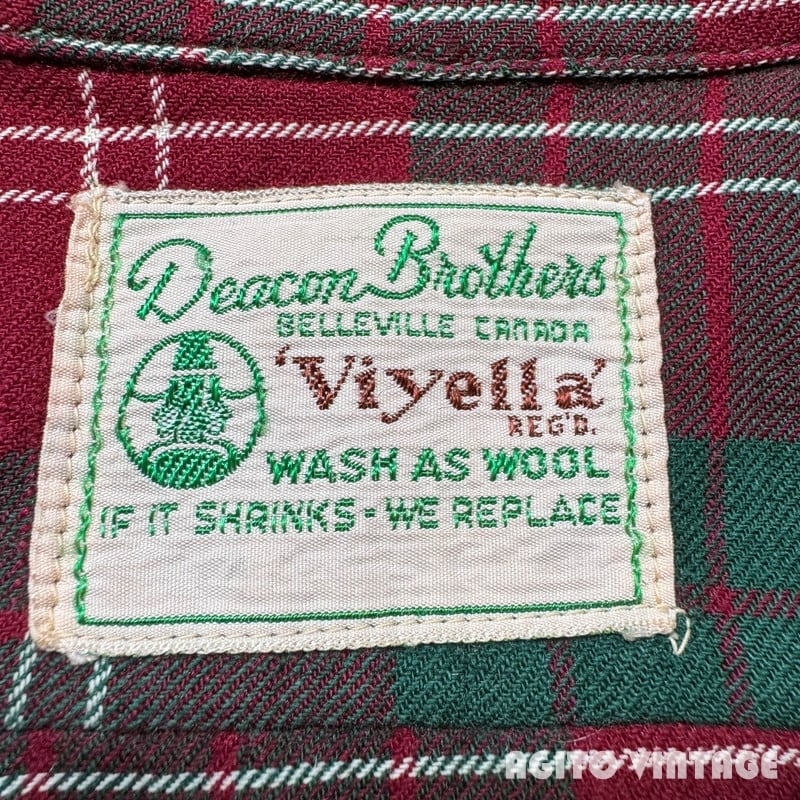 Deacon Brothers
BELLEVILLE CANADA
'Viyella'
REG'D.
WASH AS WOOL
IF IT SHRINKS - WE REPLACE
AGITO VINTAGE